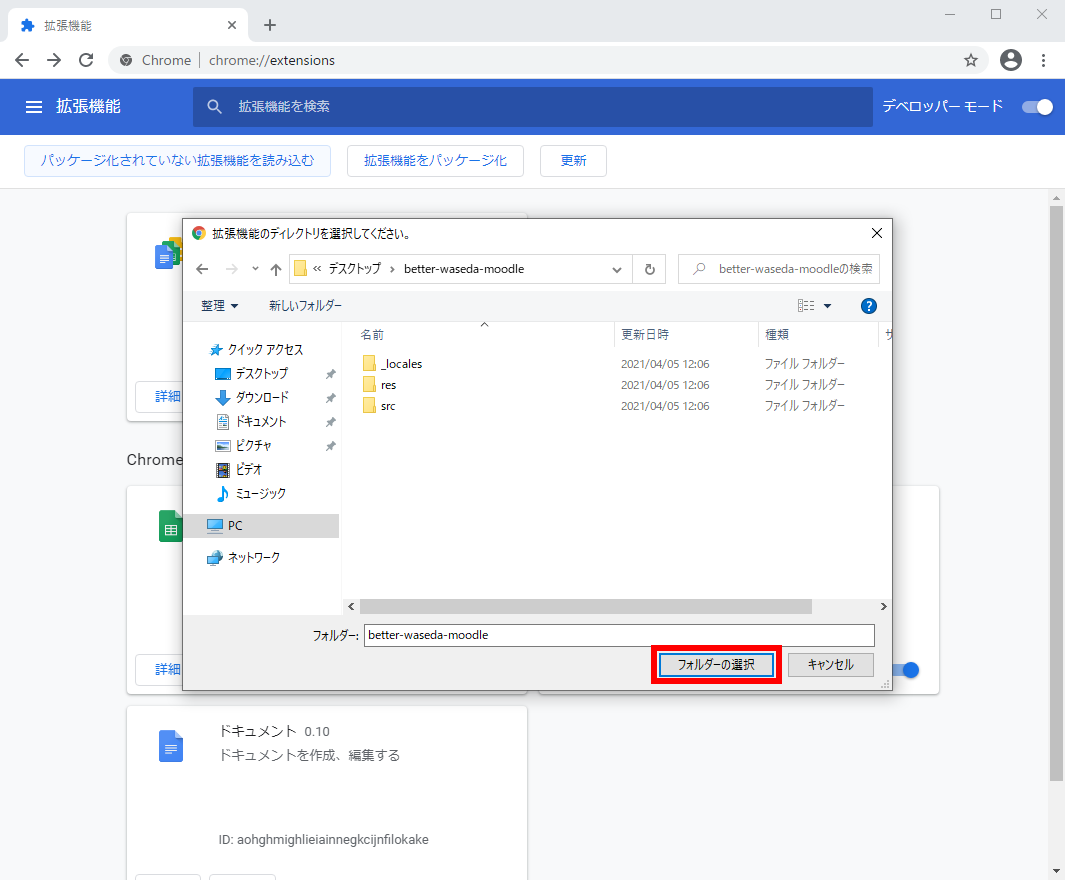 拡張機能
Chrome chrome://extensions
拡張機能 拡張機能を検索 デベロッパー モード
パッケージ化されていない拡張機能を読み込む 拡張機能をパッケージ化 更新
拡張機能のディレクトリを選択してください。
« デスクトップ › better-waseda-moodle better-waseda-moodleの検索
整理 新しいフォルダー
名前 更新日時 種類 サ
クイック アクセス
デスクトップ
ダウンロード
ドキュメント
ピクチャ
ビデオ
ミュージック
PC
ネットワーク
_locales 2021/04/05 12:06 ファイル フォルダー
res 2021/04/05 12:06 ファイル フォルダー
src 2021/04/05 12:06 ファイル フォルダー
フォルダー: better-waseda-moodle
フォルダーの選択 キャンセル
詳細
Chrome
詳細
ドキュメント 0.10
ドキュメントを作成、編集する
ID: aohghmighlieiainnegkcijnfilokake